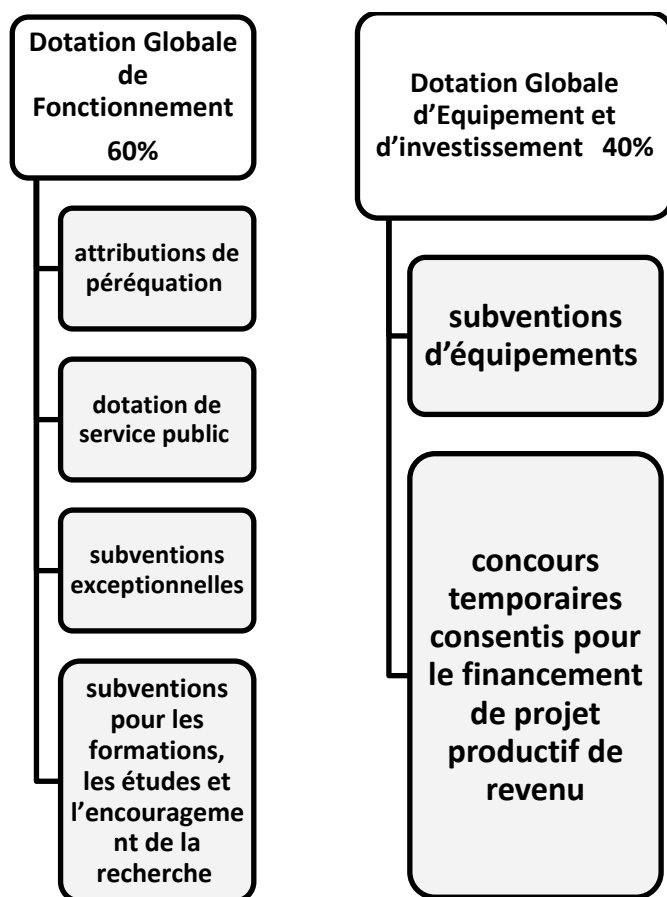 Dotation Globale
de
Fonctionnement
60%
attributions de
péréquation
dotation de
service public
subventions
exceptionnelles
subventions
pour les
formations,
les études et
l’encourageme
nt de la
recherche
Dotation Globale
d’Equipement et
d’investissement 40%
subventions
d’équipements
concours
temporaires
consentis pour
le financement
de projet
productif de
revenu